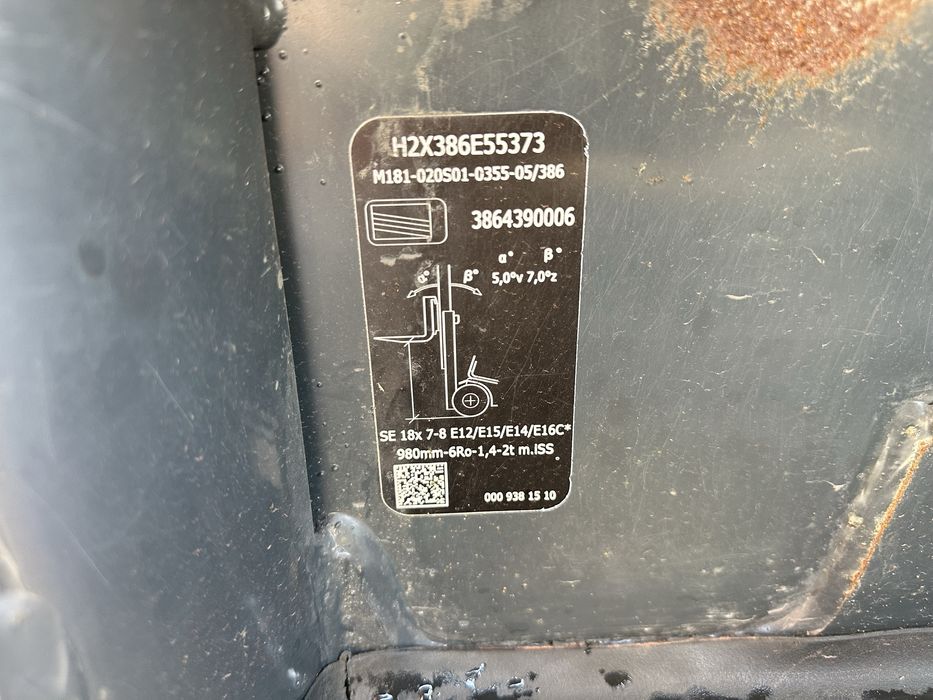 H2X386E55373
M181-020S01-0355-05/386
3864390006
α° β°
5,0°v 7,0°z
α° β°
SE 18x 7-8 E12/E15/E14/E16C*
980mm-6Ro-1,4-2t m.ISS
000 938 15 10